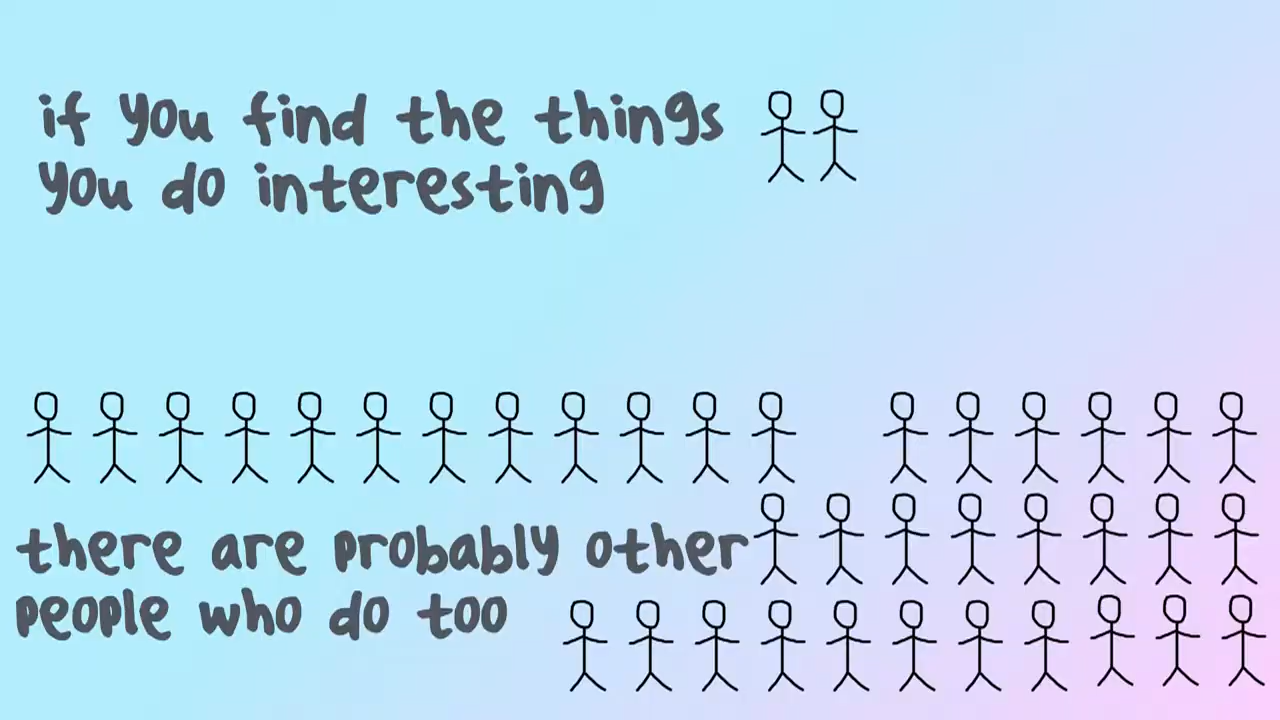 if you find the things
you do interesting
there are probably other
people who do too